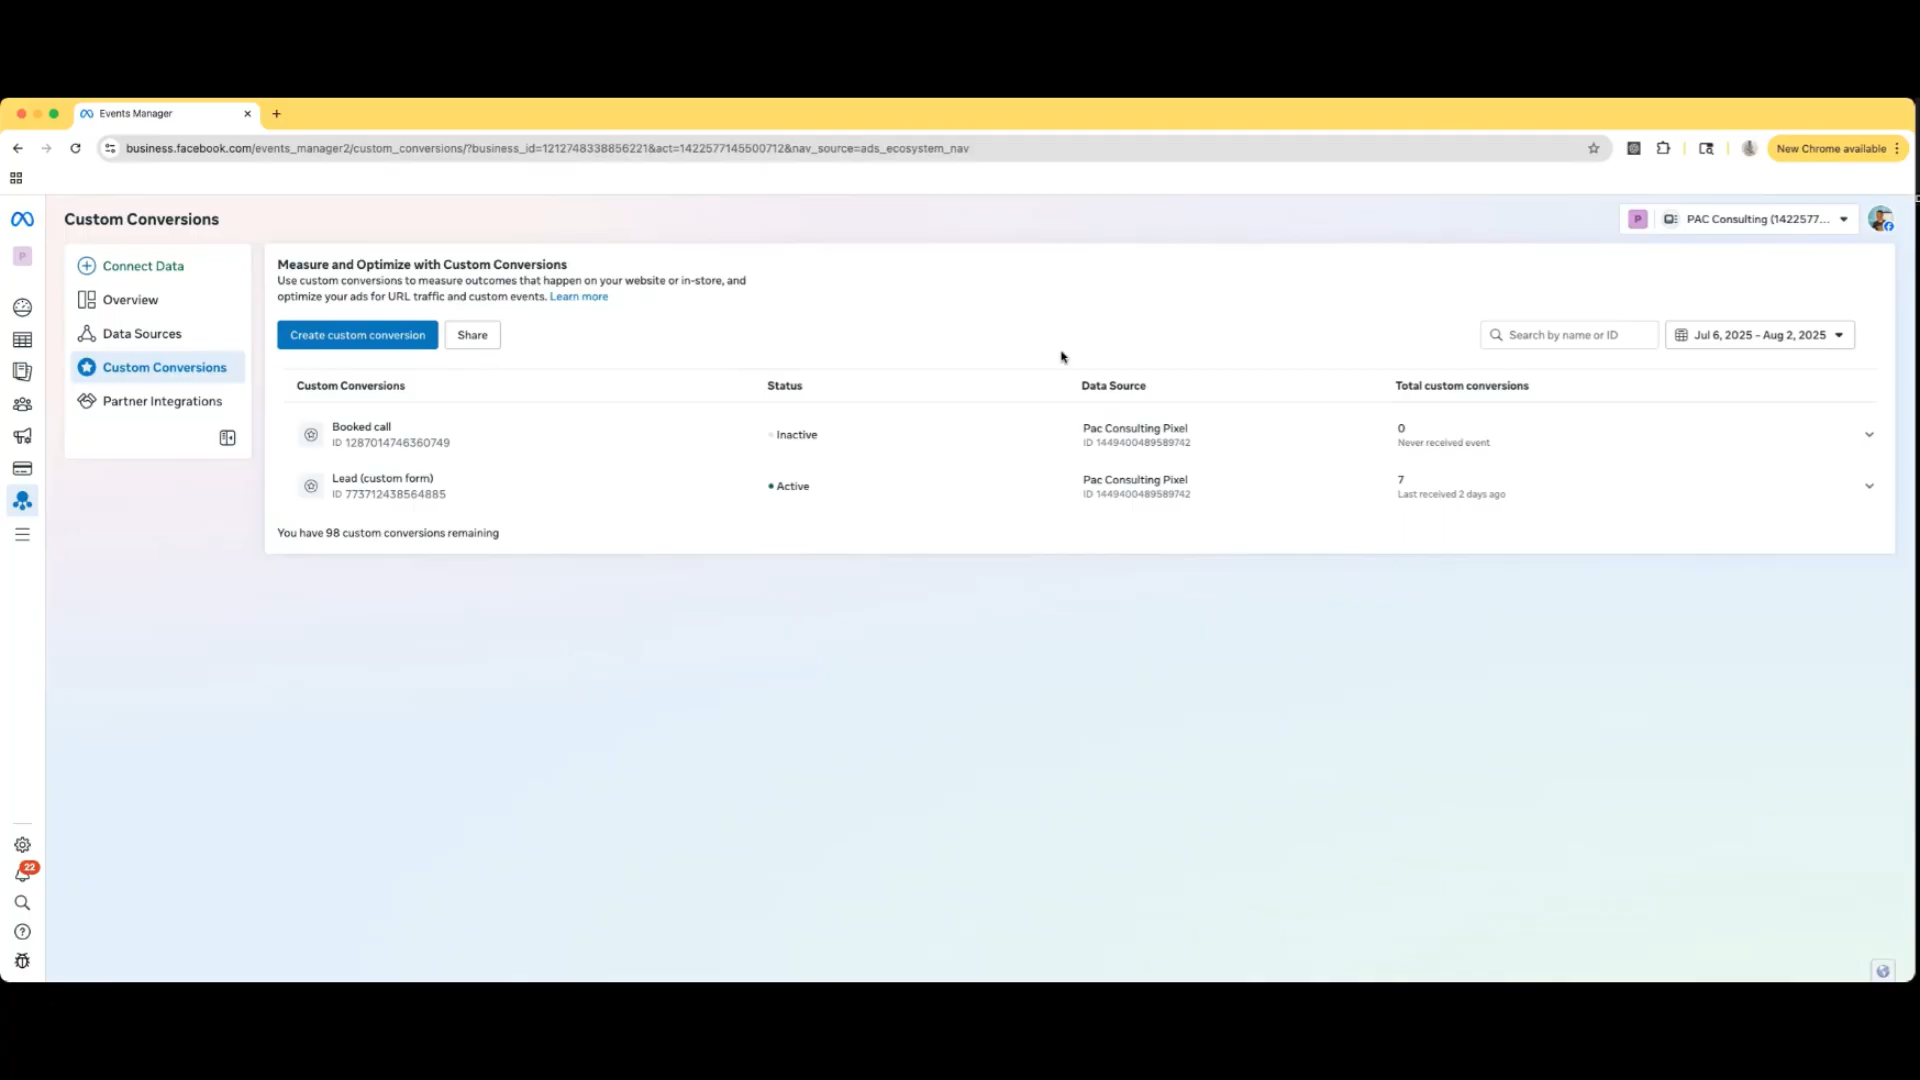 Events Manager
business.facebook.com/events_manager2/custom_conversions/?business_id=1212748338856221&act=1422577145500712&nav_source=ads_ecosystem_nav
New Chrome available
Custom Conversions
P
PAC Consulting (1422577...
P
Connect Data
Overview
Data Sources
Custom Conversions
Partner Integrations
Measure and Optimize with Custom Conversions
Use custom conversions to measure outcomes that happen on your website or in-store, and
optimize your ads for URL traffic and custom events. Learn more
Create custom conversion
Share
Search by name or ID
Jul 6, 2025 – Aug 2, 2025
Custom Conversions
Status
Data Source
Total custom conversions
Booked call
ID 1287014746360749
Inactive
Pac Consulting Pixel
ID 1449400489589742
0
Never received event
Lead (custom form)
ID 773712438564885
Active
Pac Consulting Pixel
ID 1449400489589742
7
Last received 2 days ago
You have 98 custom conversions remaining
22